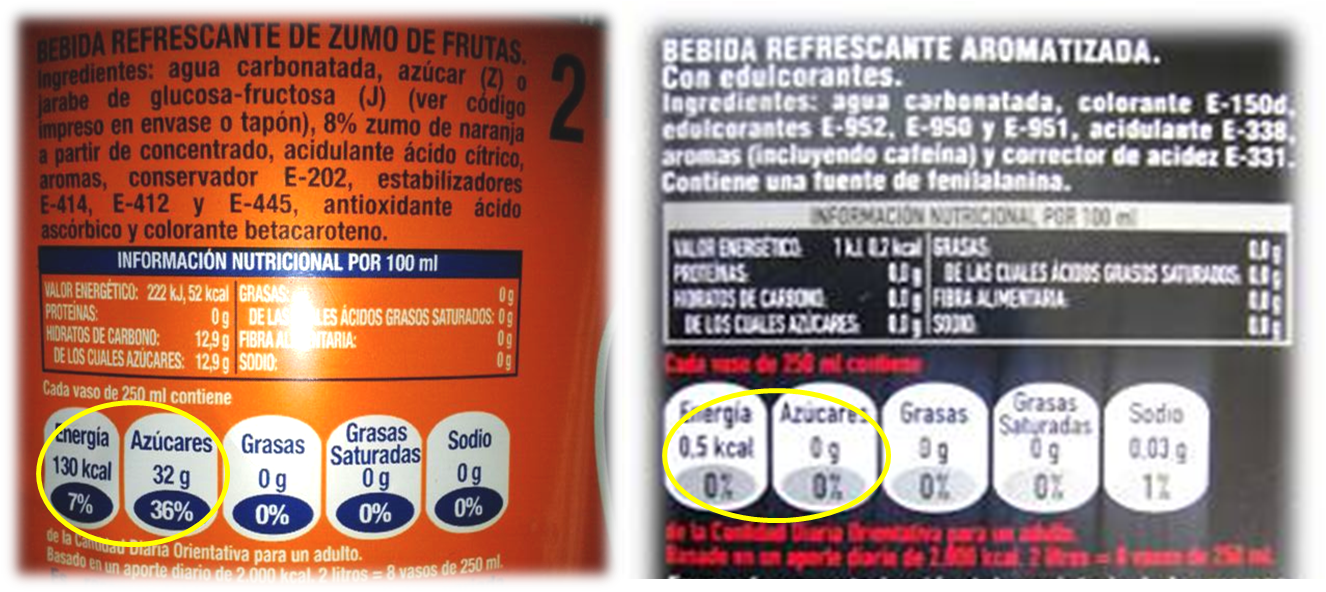 BEBIDA REFRESCANTE DE ZUMO DE FRUTAS.
Ingredientes: agua carbonatada, azúcar (Z) o
jarabe de glucosa-fructosa (J) (ver código
impreso en envase o tapón), 8% zumo de naranja
a partir de concentrado, acidulante ácido cítrico,
aromas, conservador E-202, estabilizadores
E-414, E-412 y E-445, antioxidante ácido
ascórbico y colorante betacaroteno.
2
INFORMACIÓN NUTRICIONAL POR 100 ml
VALOR ENERGÉTICO: 222 kJ, 52 kcal
PROTEÍNAS: 0 g
HIDRATOS DE CARBONO: 12,9 g
DE LOS CUALES AZÚCARES: 12,9 g
GRASAS: 0 g
DE LAS CUALES ÁCIDOS GRASOS SATURADOS: 0 g
FIBRA ALIMENTARIA: 0 g
SODIO: 0 g
Cada vaso de 250 ml contiene
Energía
130 kcal
7%
Azúcares
32 g
36%
Grasas
0 g
0%
Grasas
Saturadas
0 g
0%
Sodio
0 g
0%
de la Cantidad Diaria Orientativa para un adulto.
Basado en un aporte diario de 2.000 kcal. 2 litros = 8 vasos de 250 ml.
BEBIDA REFRESCANTE AROMATIZADA.
Con edulcorantes.
Ingredientes: agua carbonatada, colorante E-150d,
edulcorantes E-952, E-950 y E-951, acidulante E-338,
aromas (incluyendo cafeína) y corrector de acidez E-331.
Contiene una fuente de fenilalanina.
INFORMACIÓN NUTRICIONAL POR 100 ml
VALOR ENERGÉTICO: 1 kJ, 0,2 kcal
PROTEÍNAS: 0,0 g
HIDRATOS DE CARBONO: 0,0 g
DE LOS CUALES AZÚCARES: 0,0 g
GRASAS: 0,0 g
DE LAS CUALES ÁCIDOS GRASOS SATURADOS: 0,0 g
FIBRA ALIMENTARIA:
SODIO:
Cada vaso de 250 ml contiene
Energía
0,5 kcal
0%
Azúcares
0 g
0%
Grasas
0 g
0%
Grasas
Saturadas
0 g
0%
Sodio
0,03 g
1%
de la Cantidad Diaria Orientativa para un adulto.
Basado en un aporte diario de 2.000 kcal. 2 litros = 8 vasos de 250 ml.